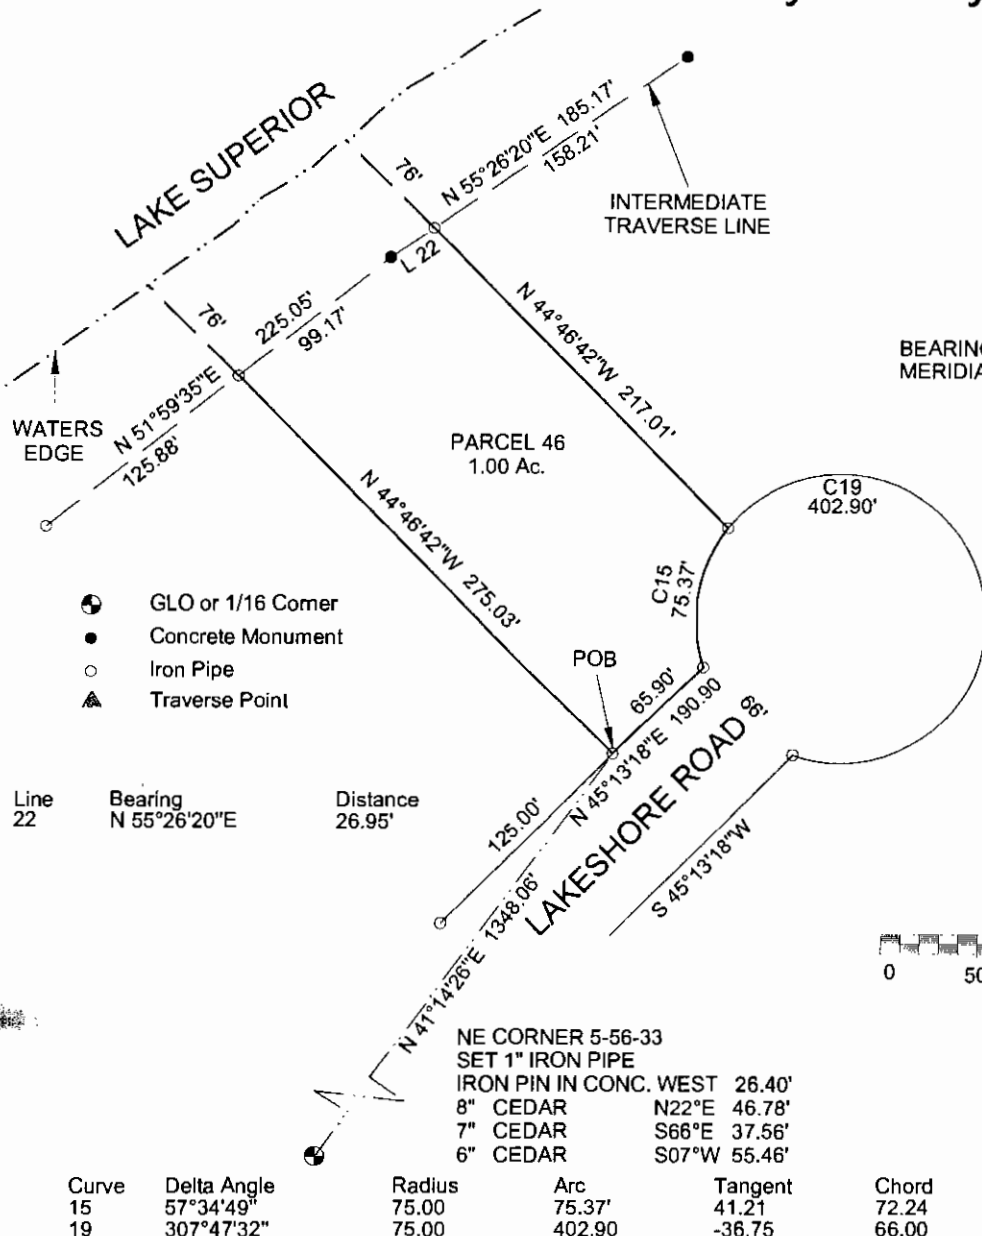 LAKE SUPERIOR
76'
N 55°26'20"E 185.17'
158.21'
INTERMEDIATE
TRAVERSE LINE
L 22
76'
225.05'
99.17'
N 51°59'35"E
125.88'
WATERS
EDGE
N 44°46'42"W 217.01'
PARCEL 46
1.00 Ac.
N 44°46'42"W 275.03'
C19
402.90'
C15
75.37'
GLO or 1/16 Corner
Concrete Monument
Iron Pipe
Traverse Point
POB
65.90'
N 45°13'18"E 190.90
LAKESHORE ROAD 66'
125.00'
S 45°13'18"W
N 41°14'26"E 1348.06'
Line Bearing Distance
22 N 55°26'20"E 26.95'
0
NE CORNER 5-56-33
SET 1" IRON PIPE
IRON PIN IN CONC. WEST 26.40'
8" CEDAR N22°E 46.78'
7" CEDAR S66°E 37.56'
6" CEDAR S07°W 55.46'
Curve Delta Angle Radius Arc Tangent Chord
15 57°34'49" 75.00 75.37' 41.21 72.24
19 307°47'32" 75.00 402.90 -36.75 66.00